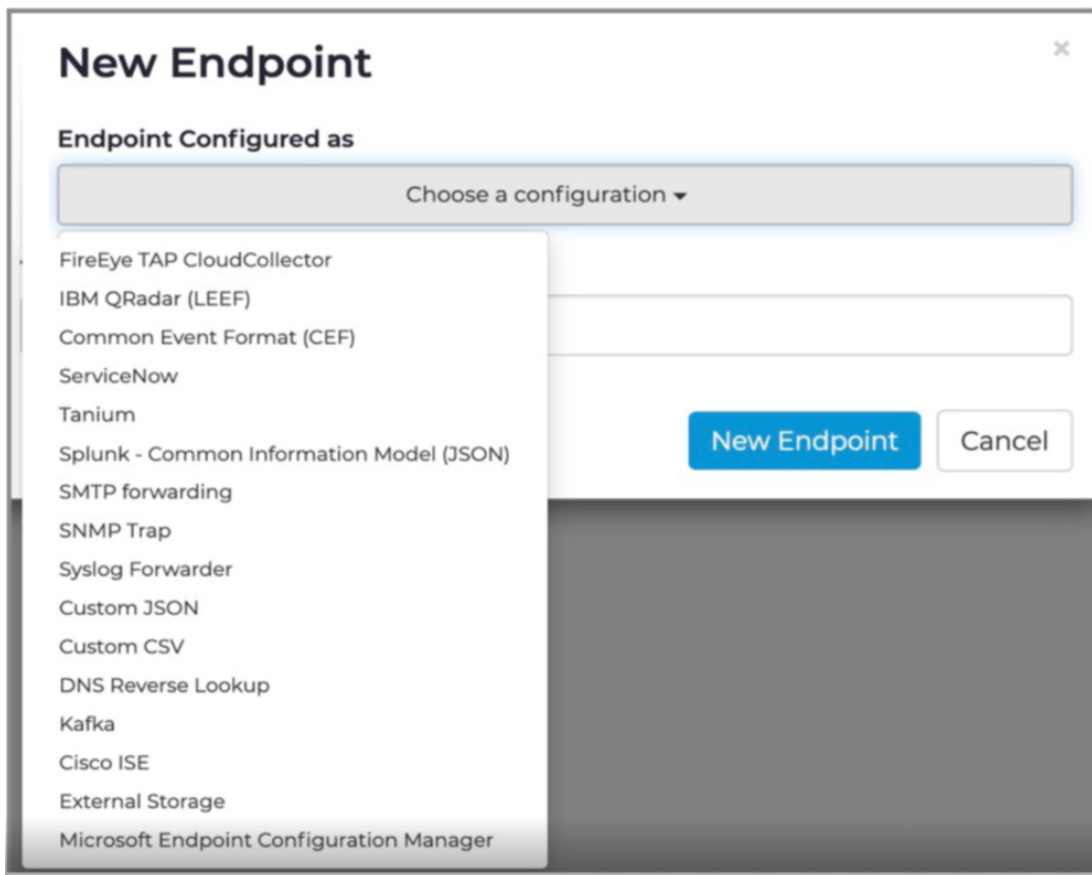 New Endpoint
×
Endpoint Configured as
Choose a configuration
FireEye TAP CloudCollector
IBM QRadar (LEEF)
Common Event Format (CEF)
ServiceNow
Tanium
Splunk - Common Information Model (JSON)
SMTP forwarding
SNMP Trap
Syslog Forwarder
Custom JSON
Custom CSV
DNS Reverse Lookup
Kafka
Cisco ISE
External Storage
Microsoft Endpoint Configuration Manager
New Endpoint
Cancel